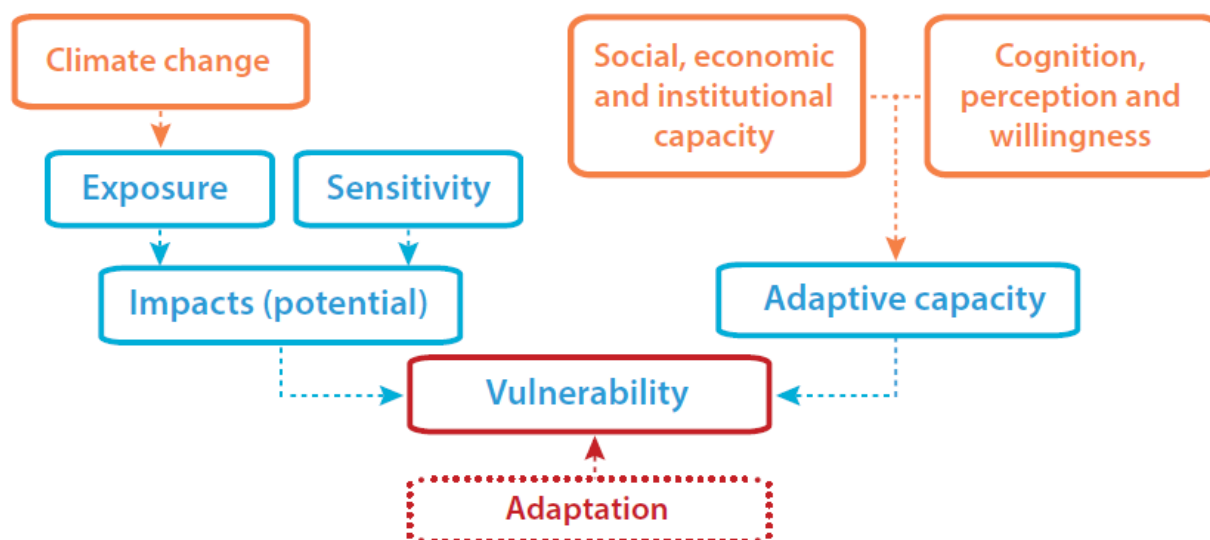 Climate change
Social, economic
and institutional
capacity
Cognition,
perception and
willingness
Exposure
Sensitivity
Impacts (potential)
Adaptive capacity
Vulnerability
Adaptation